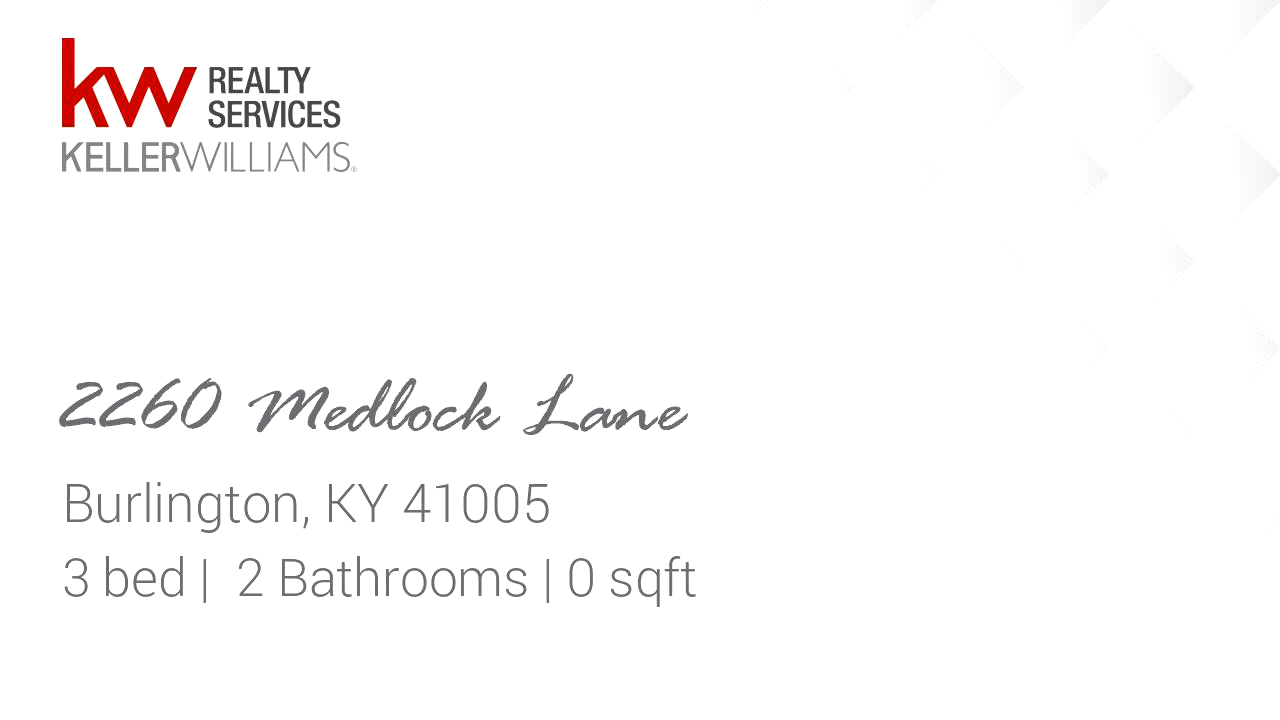 kw REALTY
SERVICES
KELLERWILLIAMS®
2260 Medlock Lane
Burlington, KY 41005
3 bed | 2 Bathrooms | 0 sqft